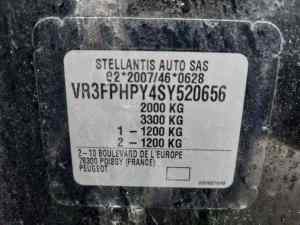 STELLANTIS AUTO SAS
e2*2007/46*0628
VR3FPHPY4SY520656
2000 KG
3300 KG
1 - 1200 KG
2 - 1200 KG
2 - 10 BOULEVARD DE L'EUROPE
78300 POISSY (FRANCE)
PEUGEOT